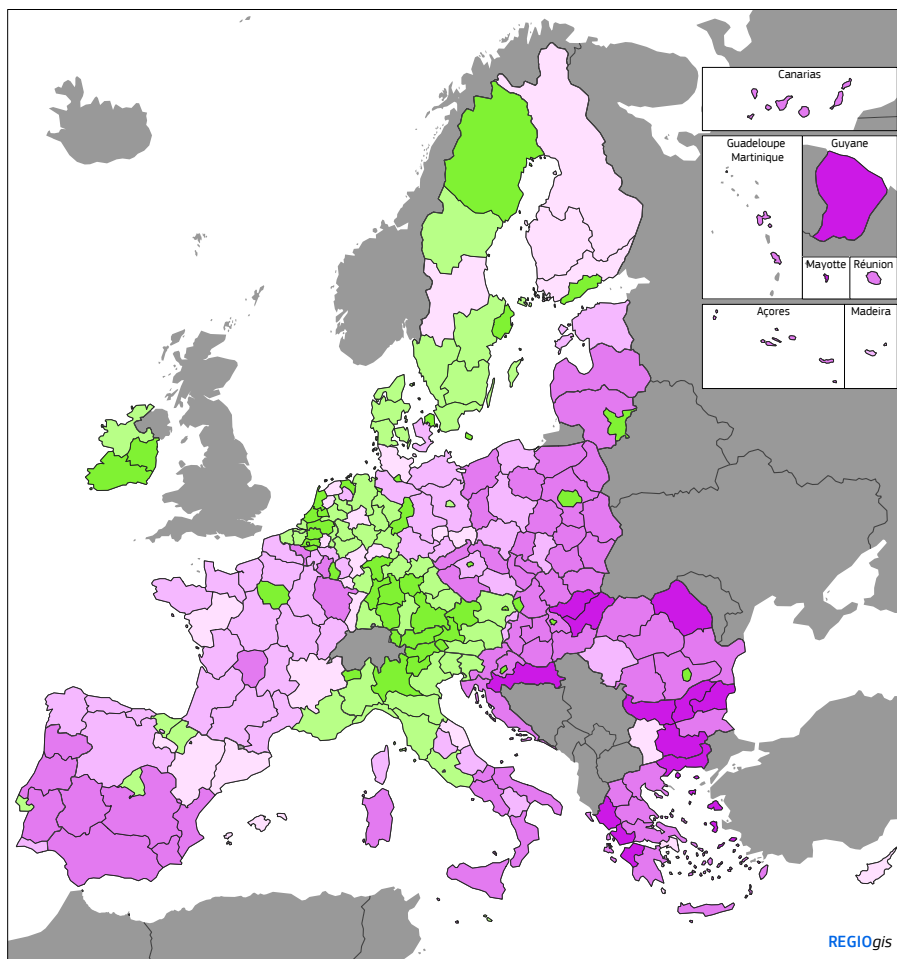 Canarias
Guadeloupe
Martinique
Guyane
Mayotte
Réunion
Açores
Madeira
REGIOgis